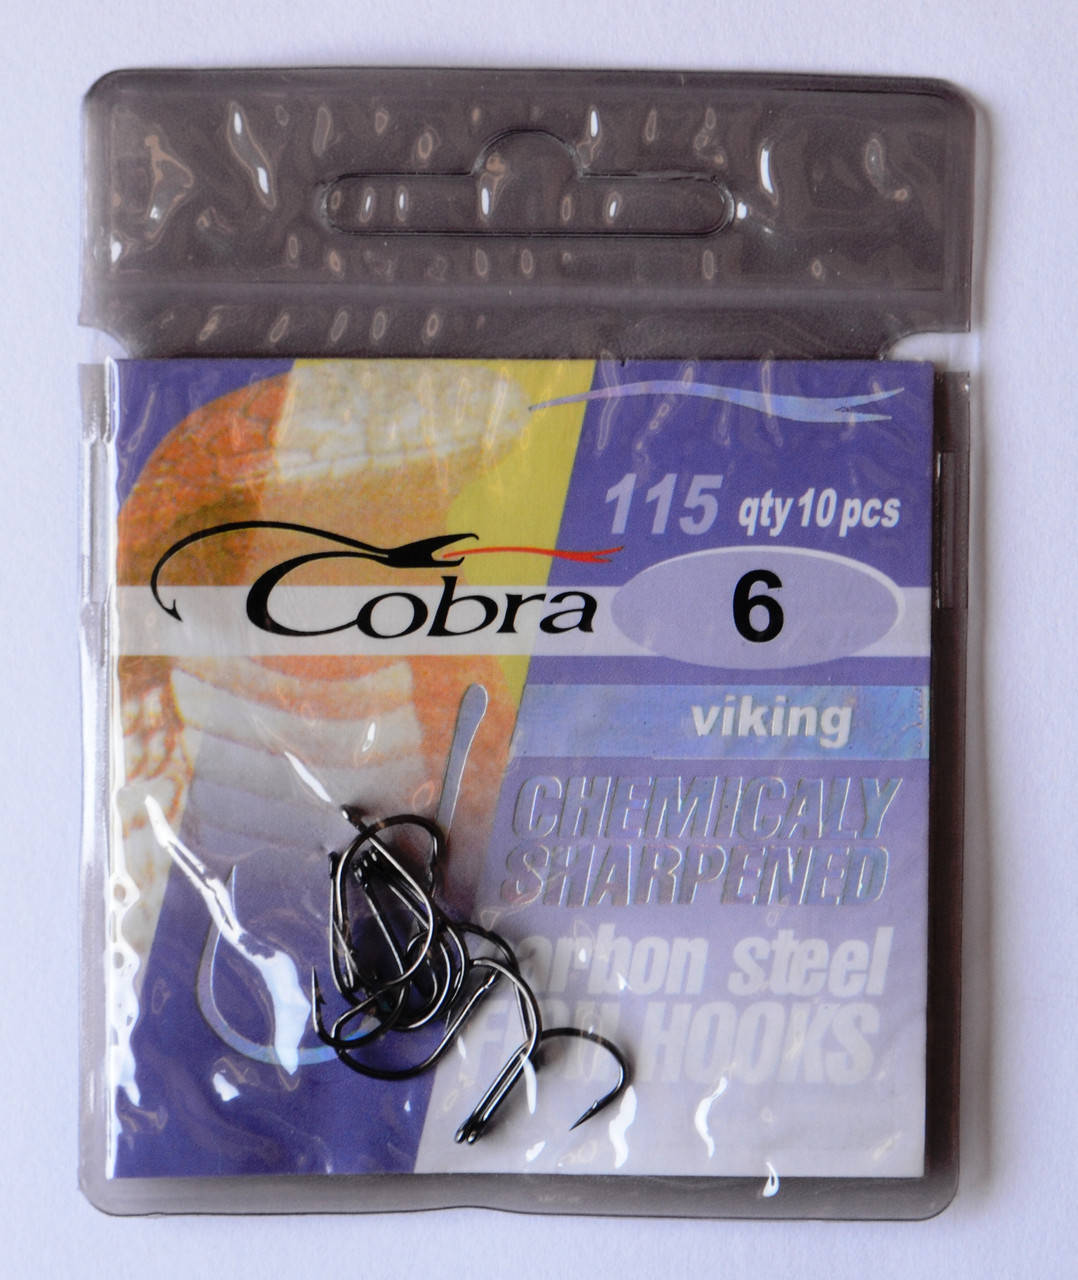 115 qty 10 pcs
Cobra
6
viking
CHEMICALY
SHARPENED
carbon steel
FISH HOOKS